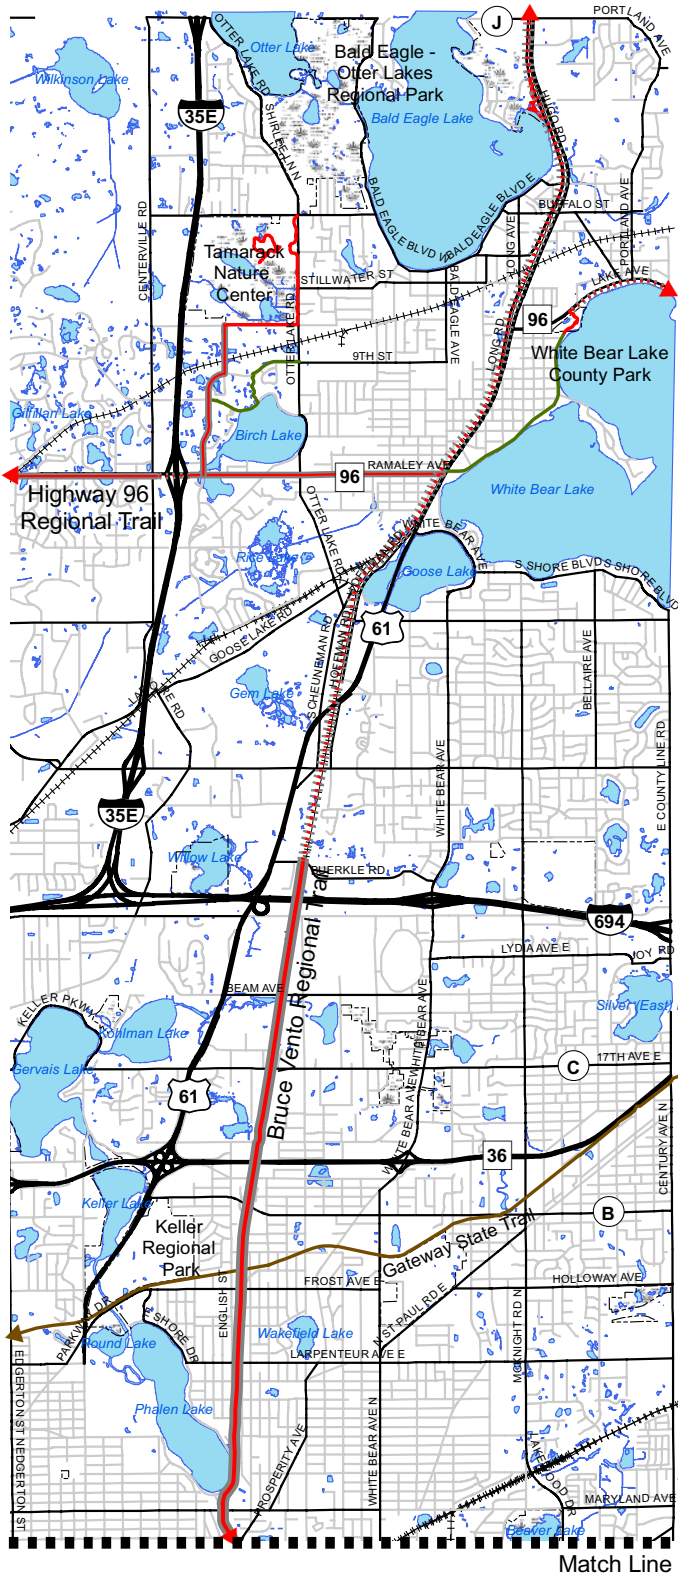 PORTLAND AVE
J
OTTER LAKE RD
Otter Lake
Bald Eagle -
Otter Lakes
Regional Park
Wilkinson Lake
35E
HUGO RD
SHIRLEE LN N
Bald Eagle Lake
BALD EAGLE BLVD E
BALD EAGLE BLVD W
BUFFALO ST
PORTLAND AVE
CENTERVILLE RD
Tamarack
Nature
Center
LONG AVE
STILLWATER ST
BALD EAGLE AVE
LAKE AVE
OTTER LAKE RD
96
LONG RD
9TH ST
White Bear Lake
County Park
Gilfillan Lake
Birch Lake
RAMALEY AVE
96
Highway 96
Regional Trail
White Bear Lake
OTTER LAKE RD
WHITE BEAR AVE
Goose Lake
S SHORE BLVD
S SHORE BLVD
GOOSE LAKE RD
SCHEUNEMAN RD
HOFFMAN RD
61
BELLAIRE AVE
Gem Lake
E COUNTY LINE RD
WHITE BEAR AVE
35E
Willow Lake
BUERKLE RD
694
LYDIA AVE E
JOY RD
BEAM AVE
KELLER PKWY
Kohlman Lake
Silver (East)
Bruce Vento Regional Trail
WHITE BEAR AVE
17TH AVE E
C
Gervais Lake
61
WHITE BEAR AVE
36
CENTURY AVE N
Keller Lake
B
Keller
Regional
Park
Gateway State Trail
HOLLOWAY AVE
FROST AVE E
ENGLISH ST
PARKWAY DR
E SHORE DR
Wakefield Lake
N ST PAUL RD E
Round Lake
LARPENTEUR AVE E
MCKNIGHT RD N
EDGERTON ST N
EDGERTON ST
Phalen Lake
WHITE BEAR AVE N
PROSPERITY AVE
LAKEWOOD DR
MARYLAND AVE
Beaver Lake
Match Line